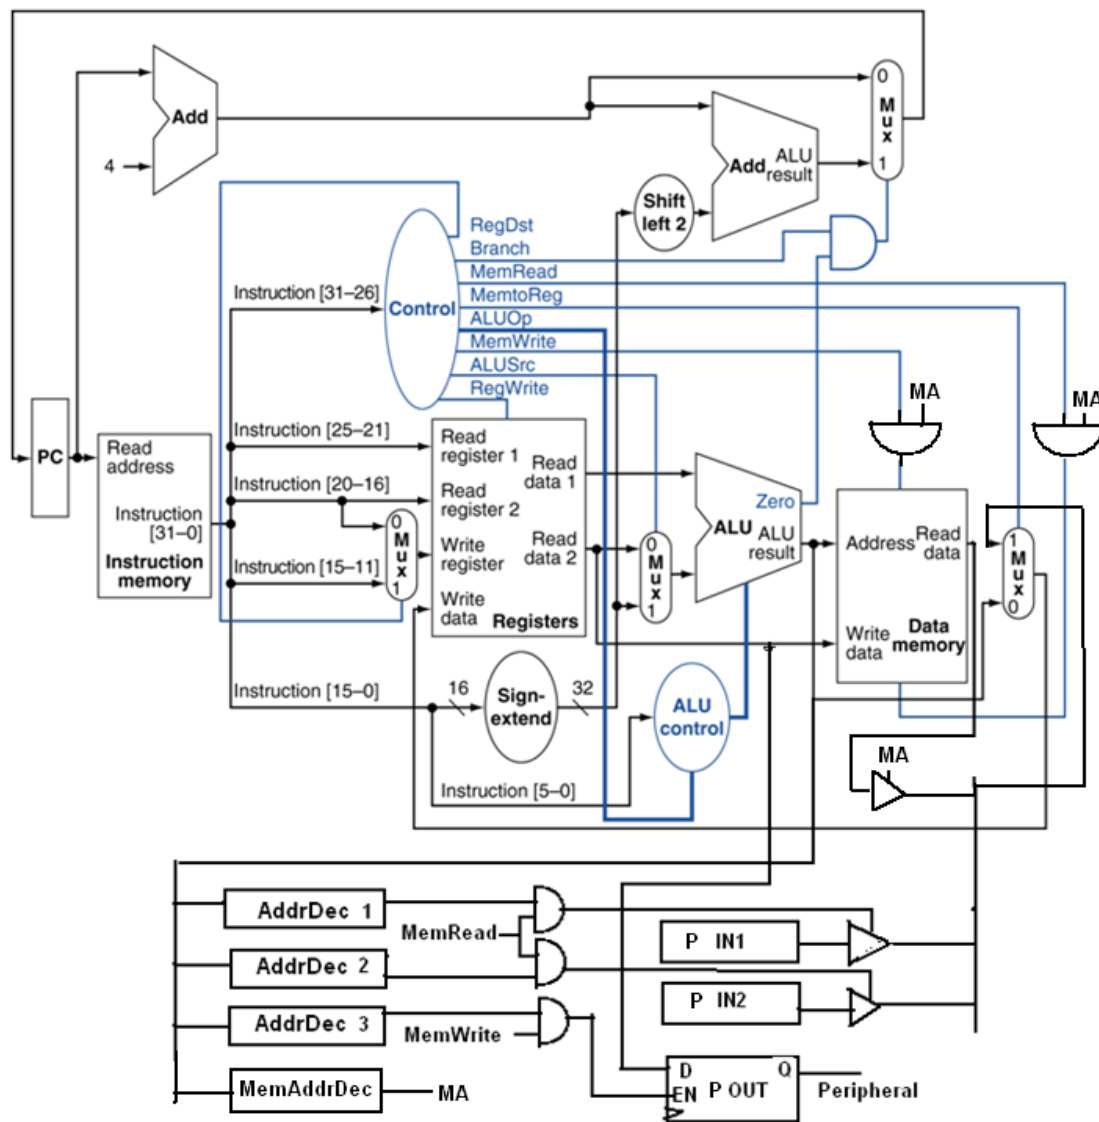 Add
4
0
Mux
1
Add
ALU
result
Shift
left 2
RegDst
Branch
MemRead
MemtoReg
ALUOp
MemWrite
ALUSrc
RegWrite
Control
Instruction [31–26]
MA
MA
PC
Read
address
Instruction
[31–0]
Instruction
memory
Instruction [25–21]
Instruction [20–16]
Instruction [15–11]
0
Mux
1
Read
register 1
Read
register 2
Write
register
Write
data
Read
data 1
Read
data 2
Registers
0
Mux
1
Zero
ALU
ALU
result
Address
Read
data
Write
data
Data
memory
1
Mux
0
Instruction [15–0]
16
Sign-
extend
32
ALU
control
Instruction [5–0]
MA
AddrDec 1
MemRead
AddrDec 2
AddrDec 3
MemWrite
MemAddrDec
MA
P IN1
P IN2
D
Q
EN
P OUT
Peripheral